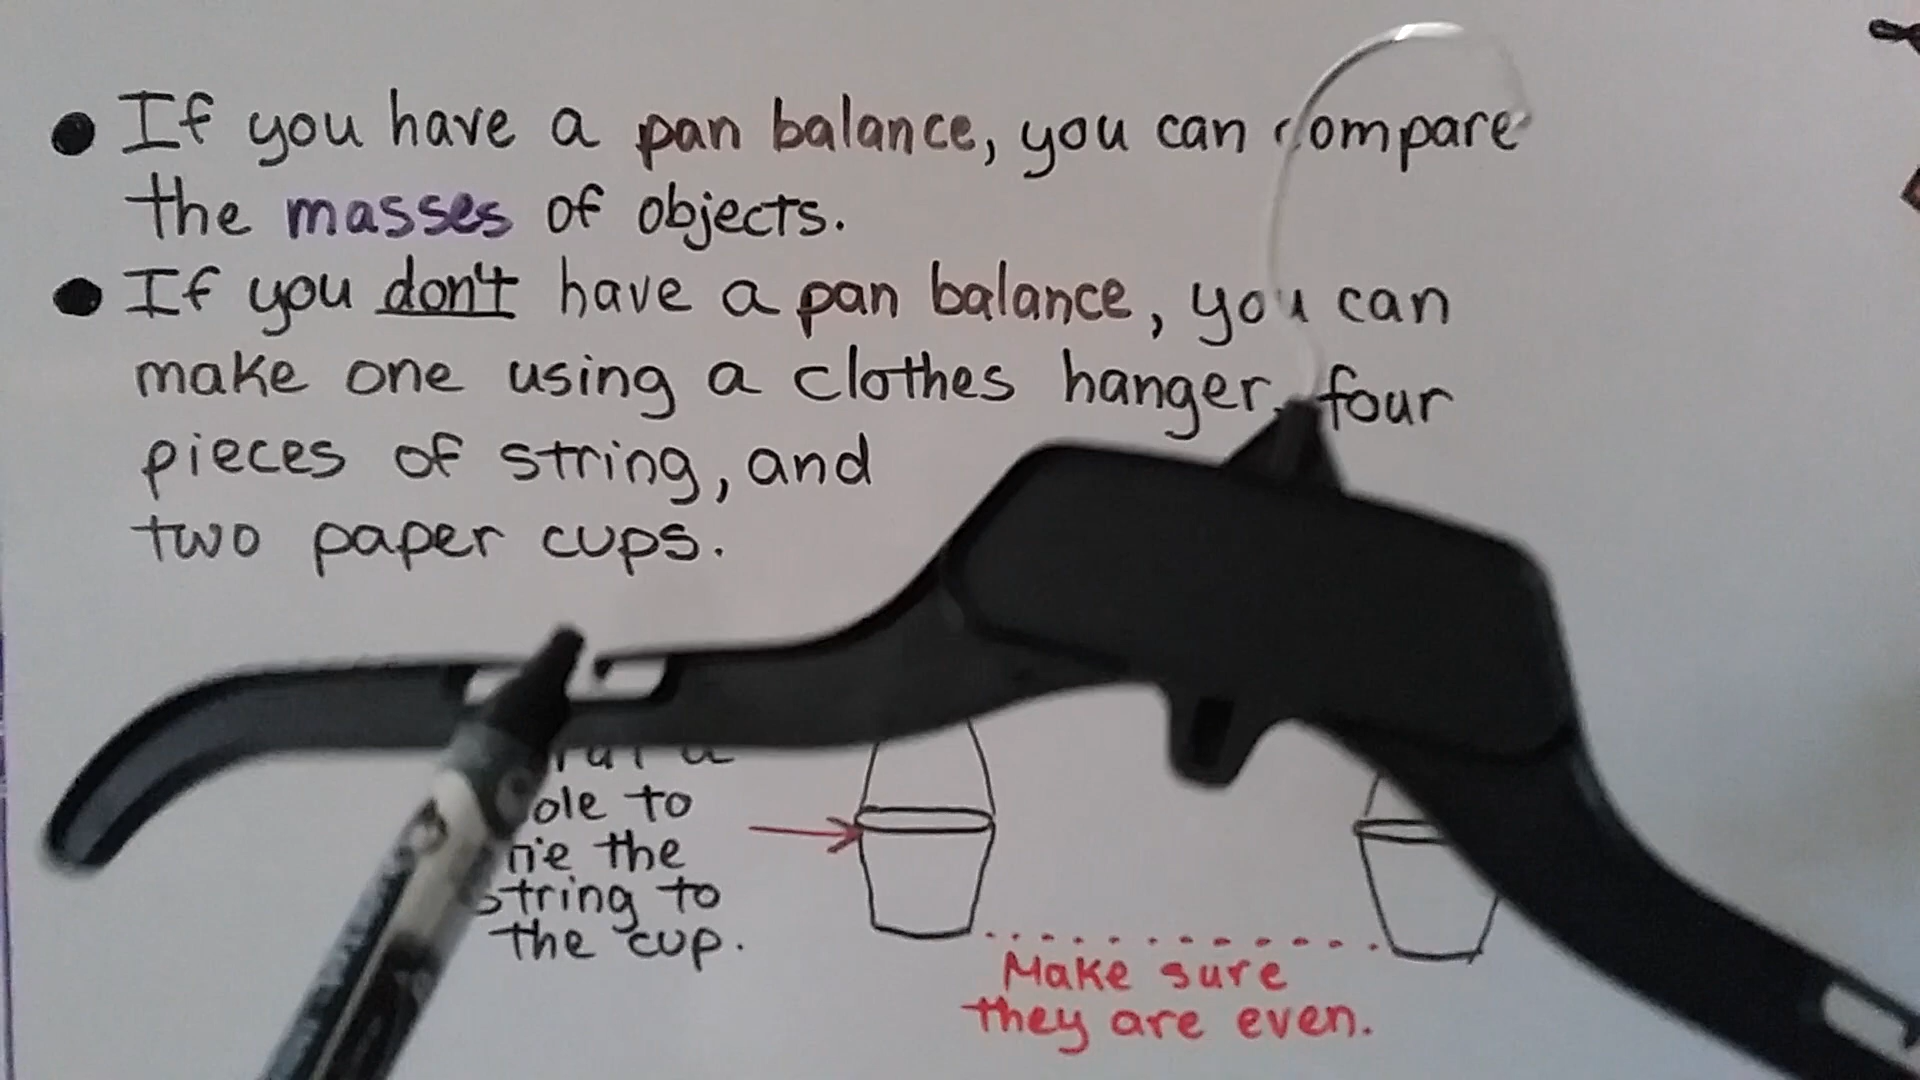 If you have a pan balance, you can compare
the masses of objects.
If you don't have a pan balance, you can
make one using a clothes hanger, four
pieces of string, and
two paper cups.
to
the
string to
the cup.
Make sure
they are even.